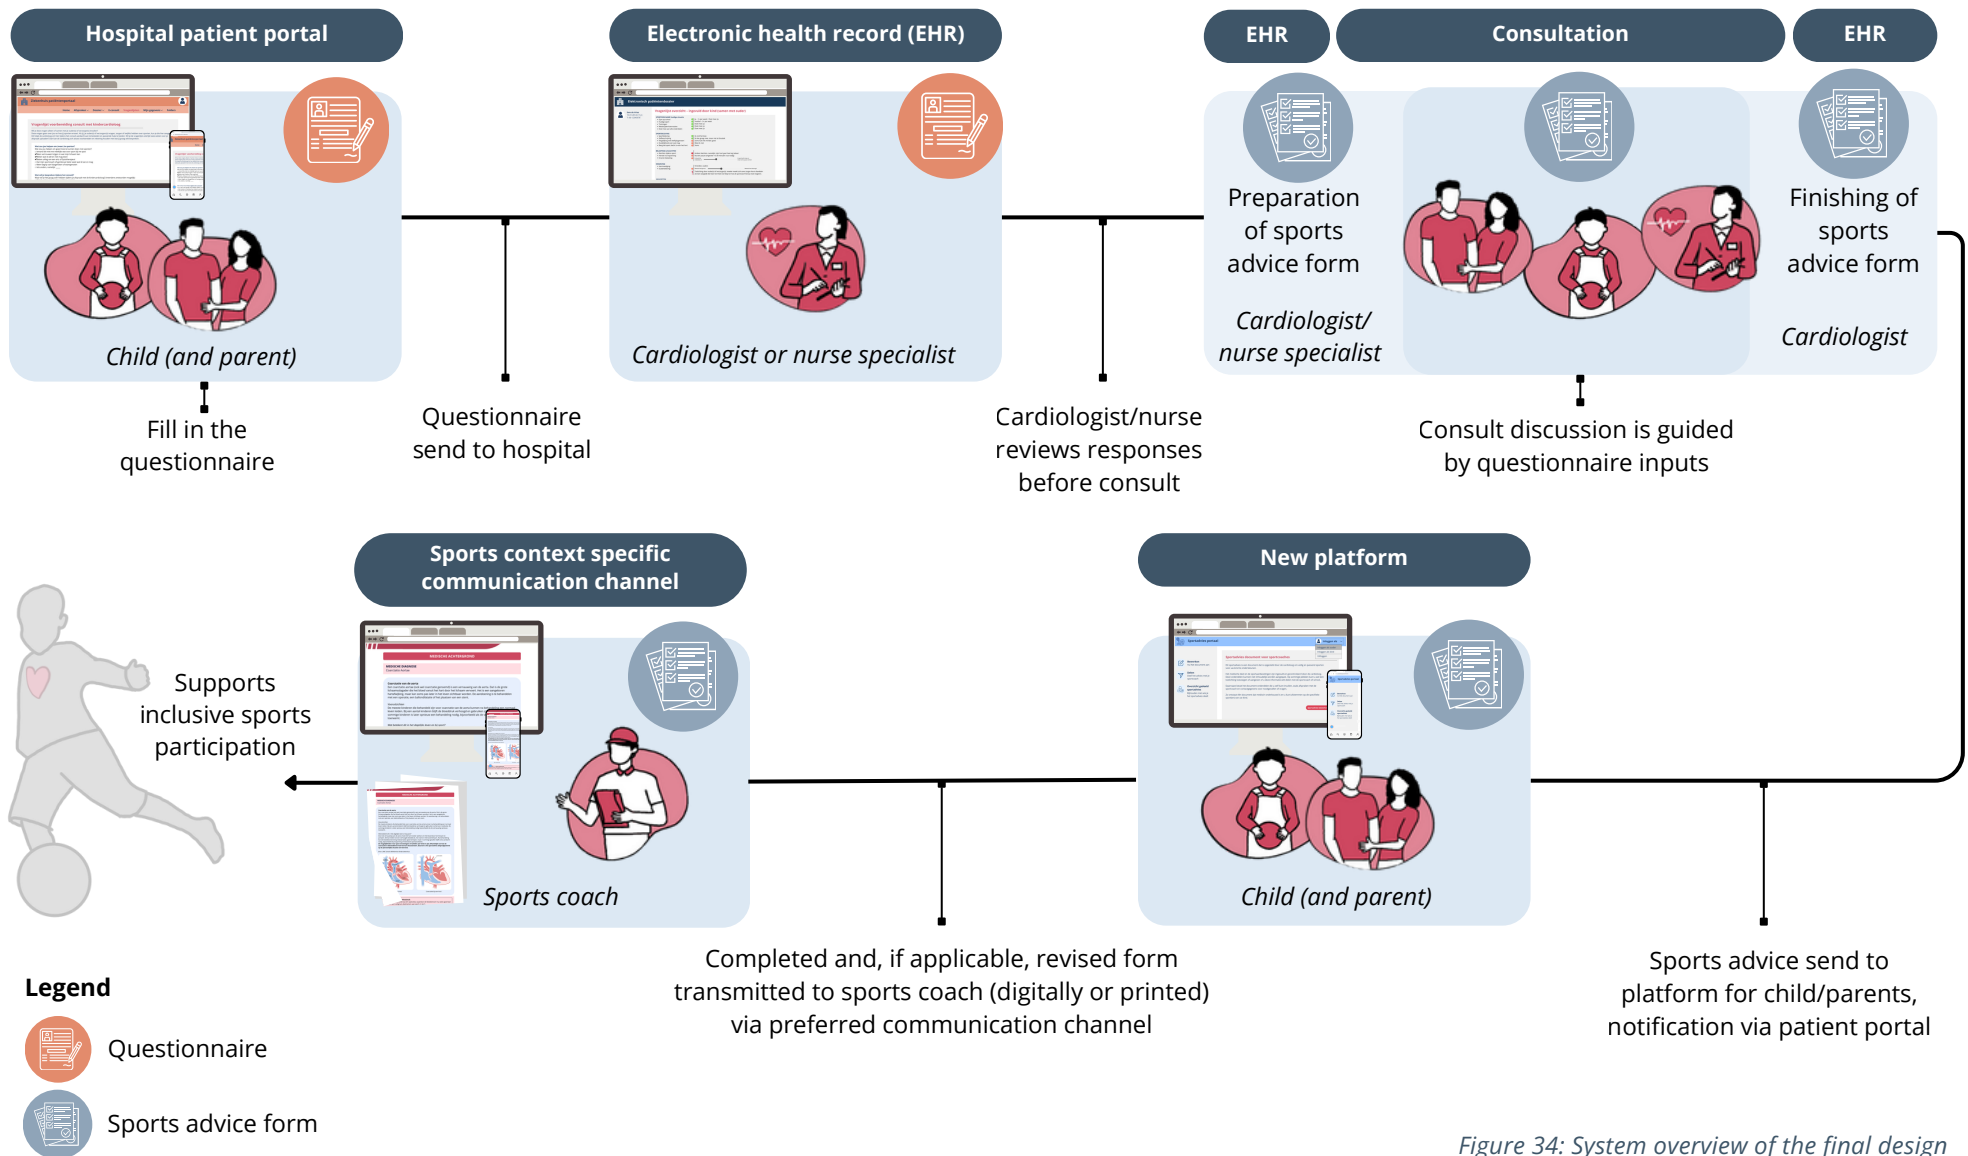 Hospital patient portal
Electronic health record (EHR)
EHR
Consultation
EHR
Child (and parent)
Cardiologist or nurse specialist
Preparation
of sports
advice form
Cardiologist/
nurse specialist
Finishing of
sports
advice form
Cardiologist
Fill in the
questionnaire
Questionnaire
send to hospital
Cardiologist/nurse
reviews responses
before consult
Consult discussion is guided
by questionnaire inputs
Sports context specific
communication channel
New platform
Supports
inclusive sports
participation
MEDISCHE ACHTERGROND
Sports coach
Child (and parent)
Completed and, if applicable, revised form
transmitted to sports coach (digitally or printed)
via preferred communication channel
Sports advice send to
platform for child/parents,
notification via patient portal
Legend
Questionnaire
Sports advice form
Figure 34: System overview of the final design